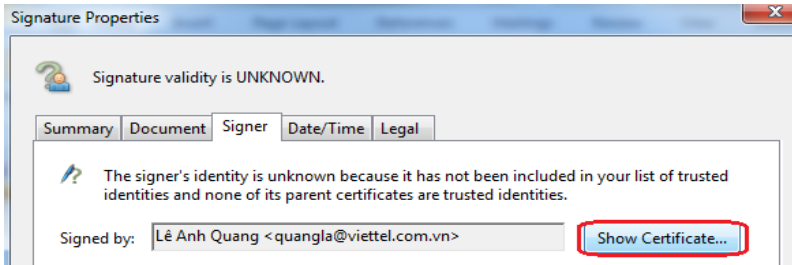 Signature Properties
Signature validity is UNKNOWN.
Summary Document Signer Date/Time Legal
The signer's identity is unknown because it has not been included in your list of trusted
identities and none of its parent certificates are trusted identities.
Signed by: Lê Anh Quang <quangla@viettel.com.vn> Show Certificate...